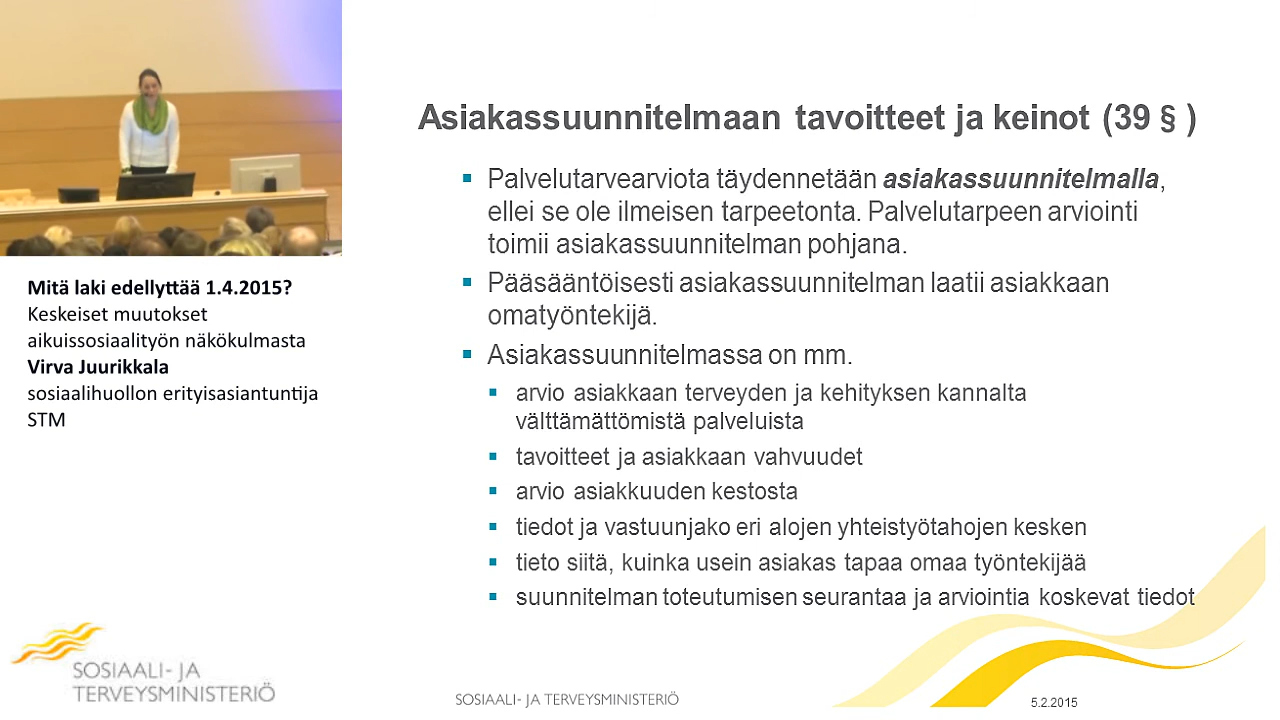 Asiakassuunnitelmaan tavoitteet ja keinot (39 § )
Palvelutarvearviota täydennetään asiakassuunnitelmalla,
ellei se ole ilmeisen tarpeetonta. Palvelutarpeen arviointi
toimii asiakassuunnitelman pohjana.
Pääsääntöisesti asiakassuunnitelman laatii asiakkaan
omatyöntekijä.
Asiakassuunnitelmassa on mm.
arvio asiakkaan terveyden ja kehityksen kannalta
välttämättömistä palveluista
tavoitteet ja asiakkaan vahvuudet
arvio asiakkuuden kestosta
tiedot ja vastuunjako eri alojen yhteistyötahojen kesken
tieto siitä, kuinka usein asiakas tapaa omaa työntekijää
suunnitelman toteutumisen seurantaa ja arviointia koskevat tiedot
Mitä laki edellyttää 1.4.2015?
Keskeiset muutokset
aikuissosiaalityön näkökulmasta
Virva Juurikkala
sosiaalihuollon erityisasiantuntija
STM
SOSIAALI- JA
TERVEYSMINISTERIÖ
SOSIAALI- JA TERVEYSMINISTERIÖ
5.2.2015